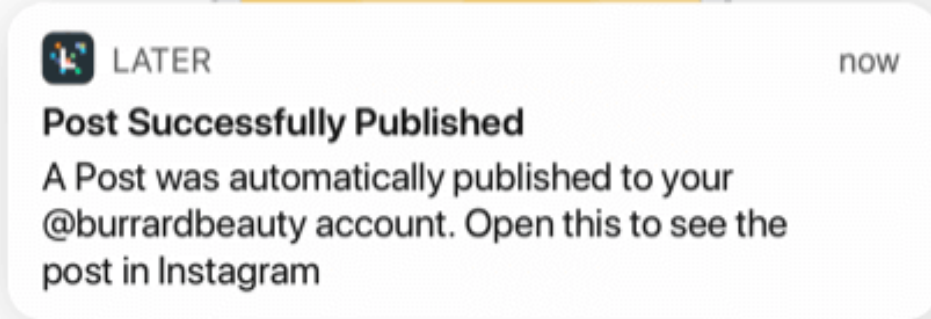 LATER now
Post Successfully Published
A Post was automatically published to your
@burrardbeauty account. Open this to see the
post in Instagram